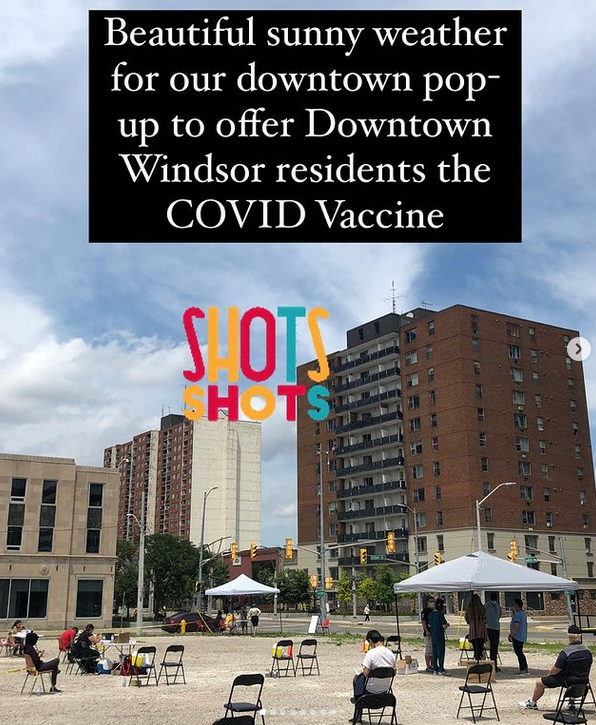 Beautiful sunny weather
for our downtown pop-
up to offer Downtown
Windsor residents the
COVID Vaccine
SHOTS
SHOTS